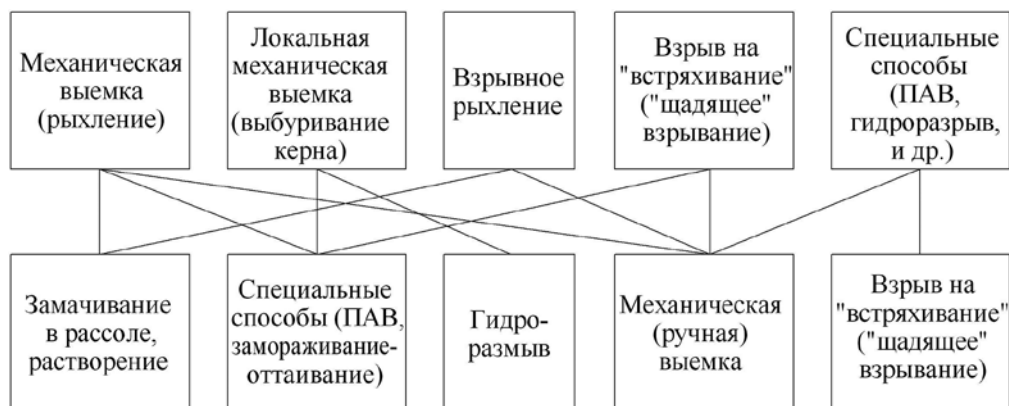 Механическая
выемка
(рыхление)
Локальная
механическая
выемка
(выбуривание
керна)
Взрывное
рыхление
Взрыв на
"встряхивание"
("щадящее"
взрывание)
Специальные
способы
(ПАВ,
гидроразрыв,
и др.)
Замачивание
в рассоле,
растворение
Специальные
способы (ПАВ,
замораживание-
оттаивание)
Гидро-
размыв
Механическая
(ручная)
выемка
Взрыв на
"встряхивание"
("щадящее"
взрывание)